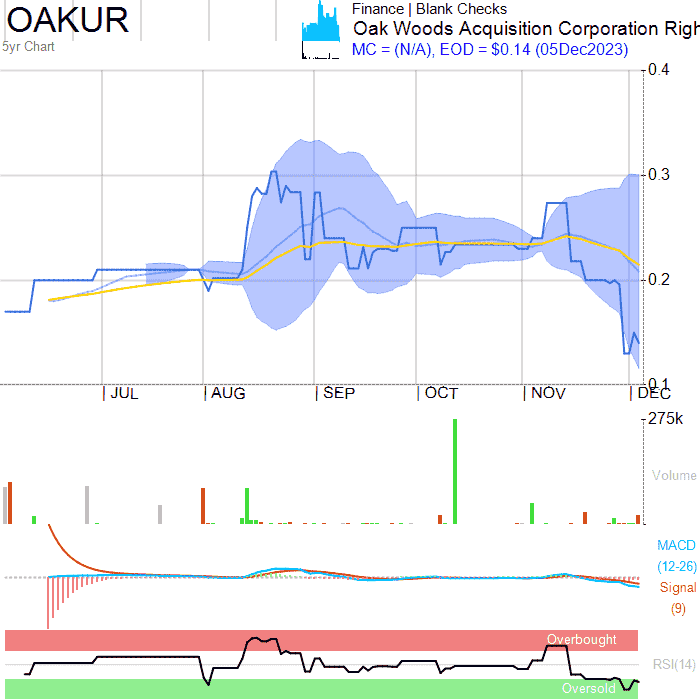 OAKUR
5yr Chart
Finance | Blank Checks
Oak Woods Acquisition Corporation Righ
MC = (N/A), EOD = $0.14 (05Dec2023)
0.4
0.3
0.2
0.1
JUL
AUG
SEP
OCT
NOV
DEC
275k
Volume
MACD
(12-26)
Signal
(9)
Overbought
RSI(14)
Oversold